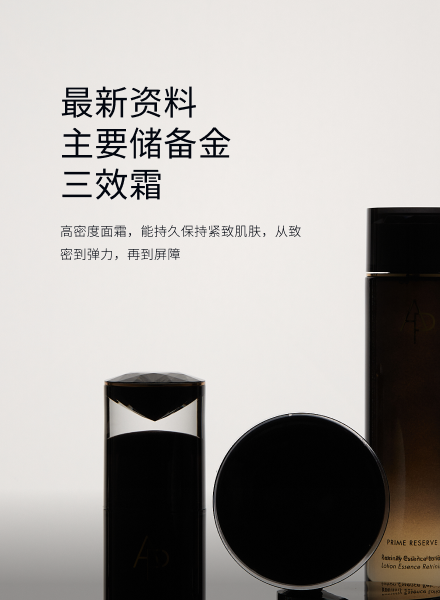 最新资料
主要储备金
三效霜
高密度面霜，能持久保持紧致肌肤，从致
密到弹力，再到屏障
PRIME RESERVE
Lotion Essence